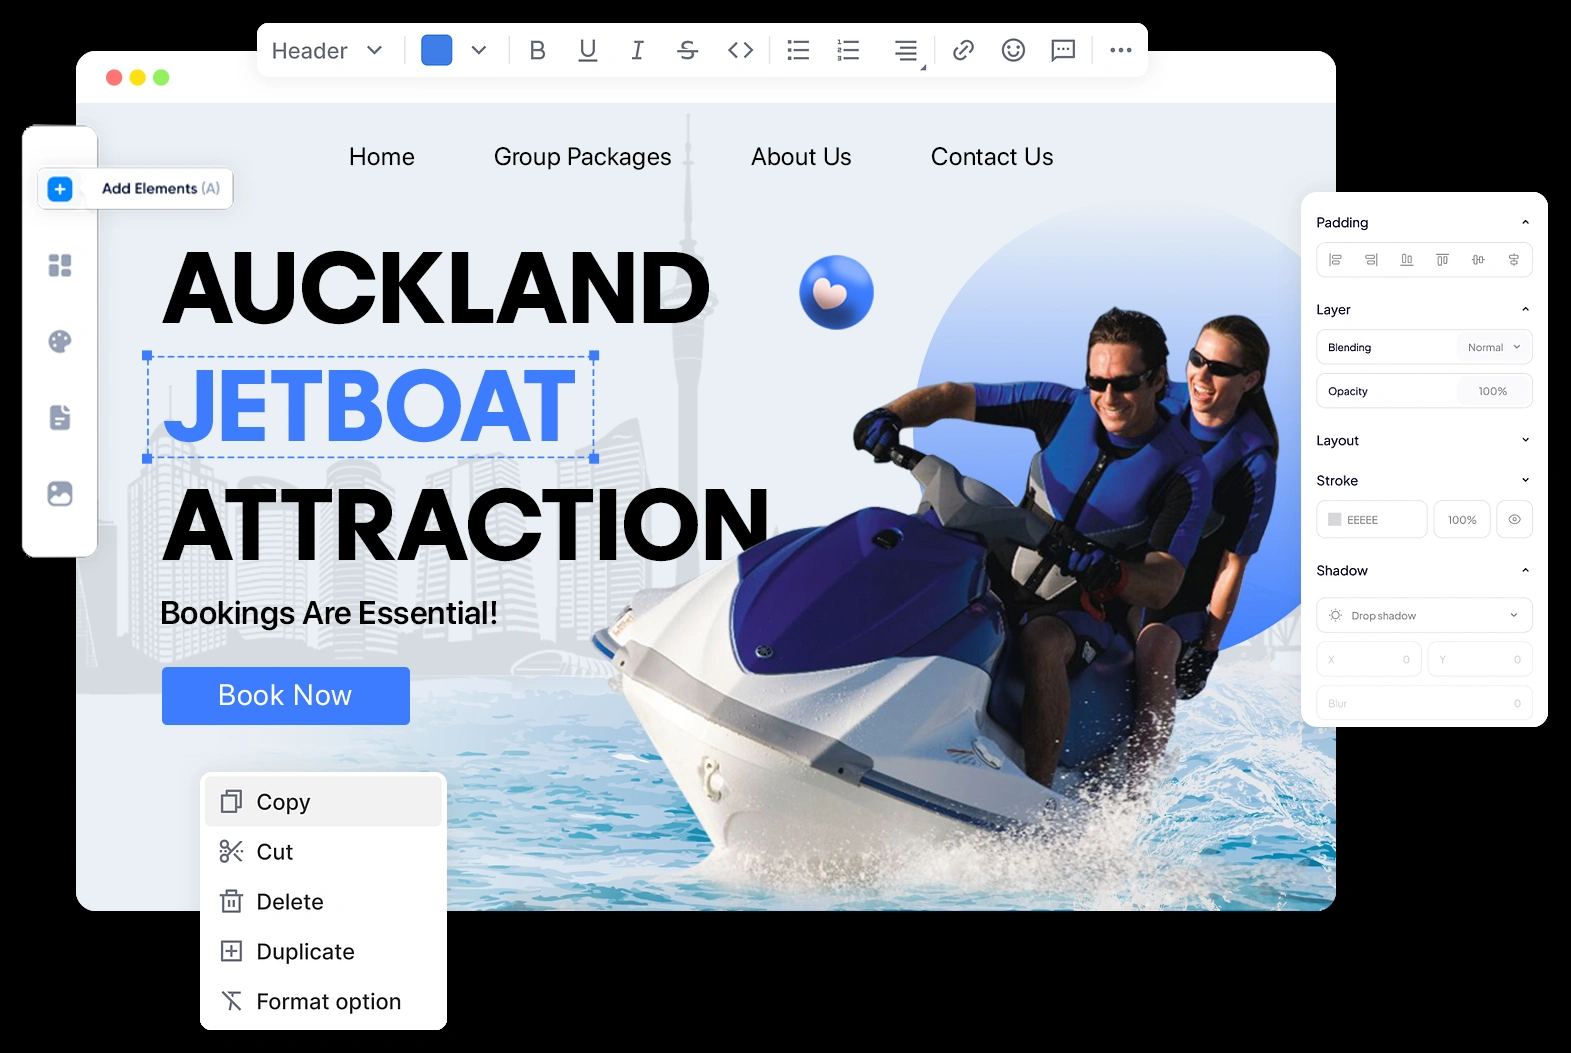 Header
Home
Group Packages
About Us
Contact Us
Add Elements (A)
AUCKLAND
JETBOAT
ATTRACTION
Bookings Are Essential!
Book Now
Copy
Cut
Delete
Duplicate
Format option
Padding
Layer
Blending Normal
Opacity 100%
Layout
Stroke
EEEEE 100%
Shadow
Drop shadow
X 0 Y 0
Blur 0